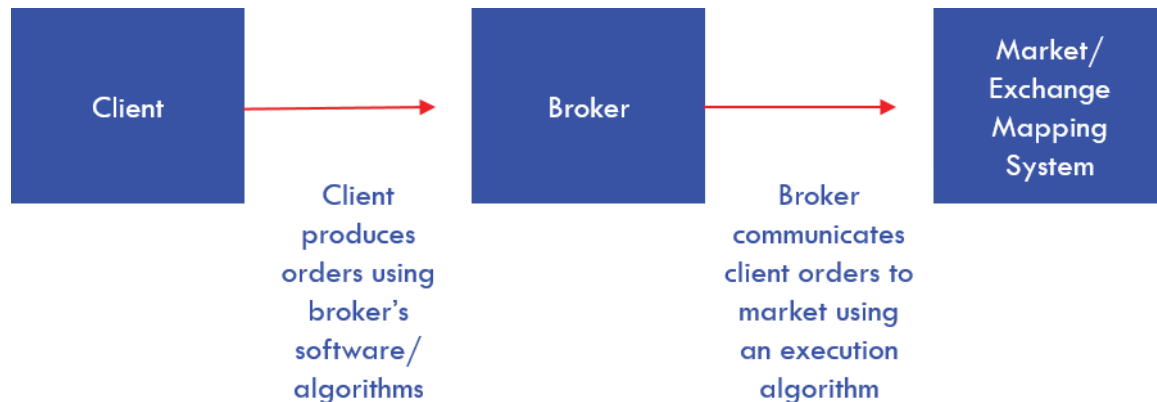 Client
Broker
Market/
Exchange
Mapping
System
Client
produces
orders using
broker's
software/
algorithms
Broker
communicates
client orders to
market using
an execution
algorithm